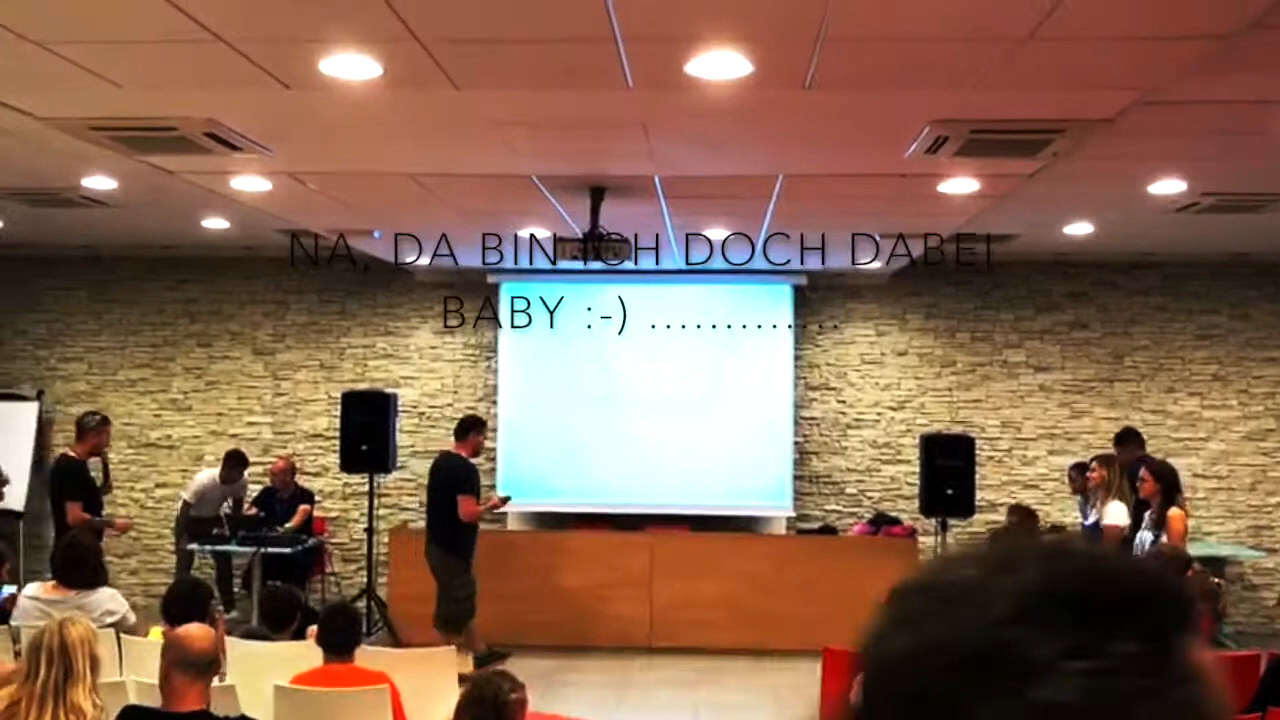 NA, DA BIN ICH DOCH DABEI
BABY :-) .............